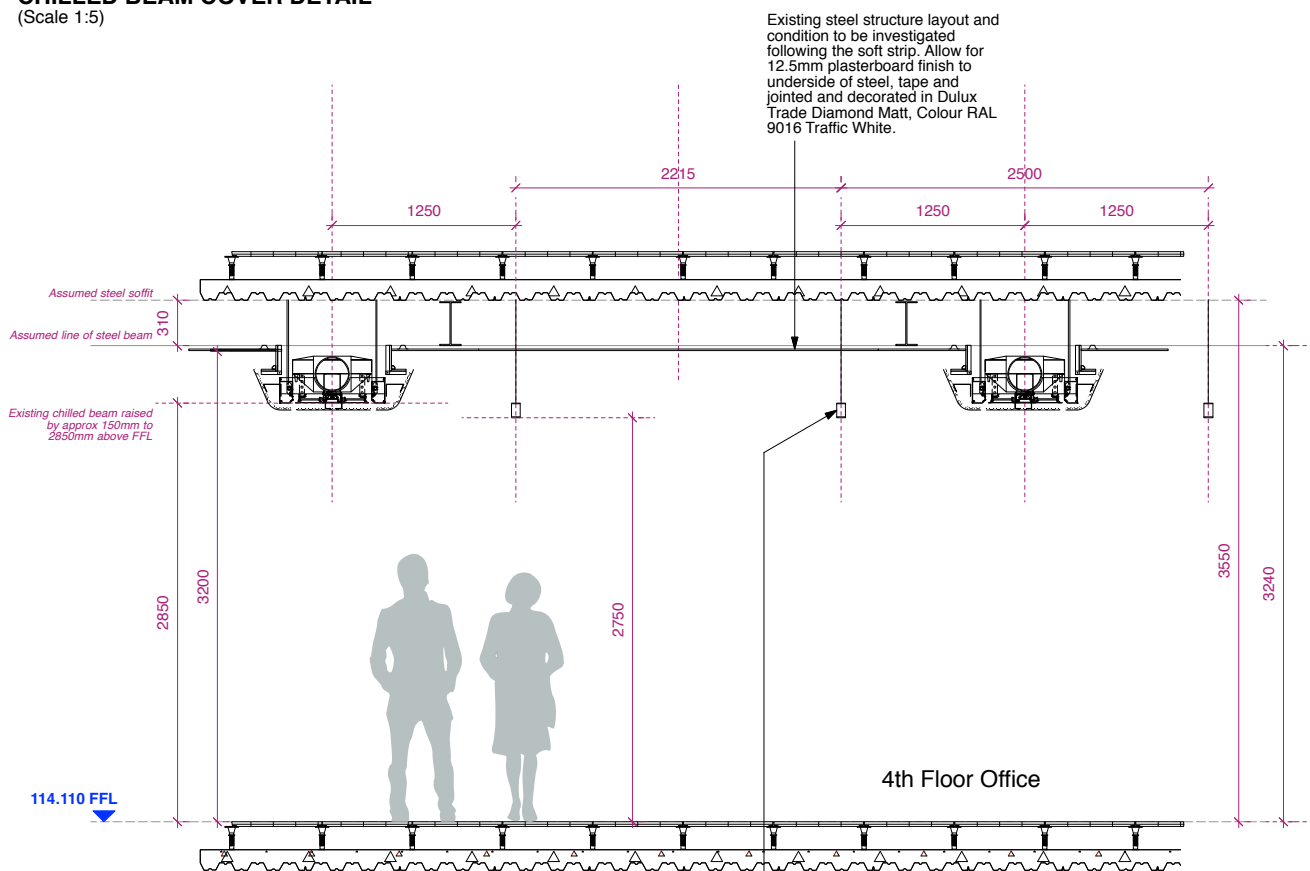 CHILLED BEAM COVER DETAIL
(Scale 1:5)
Existing steel structure layout and
condition to be investigated
following the soft strip. Allow for
12.5mm plasterboard finish to
underside of steel, tape and
jointed and decorated in Dulux
Trade Diamond Matt, Colour RAL
9016 Traffic White.
2215
2500
1250
1250
1250
Assumed steel soffit
310
Assumed line of steel beam
Existing chilled beam raised
by approx 150mm to
2850mm above FFL
2850
3200
2750
3550
3240
4th Floor Office
114.110 FFL